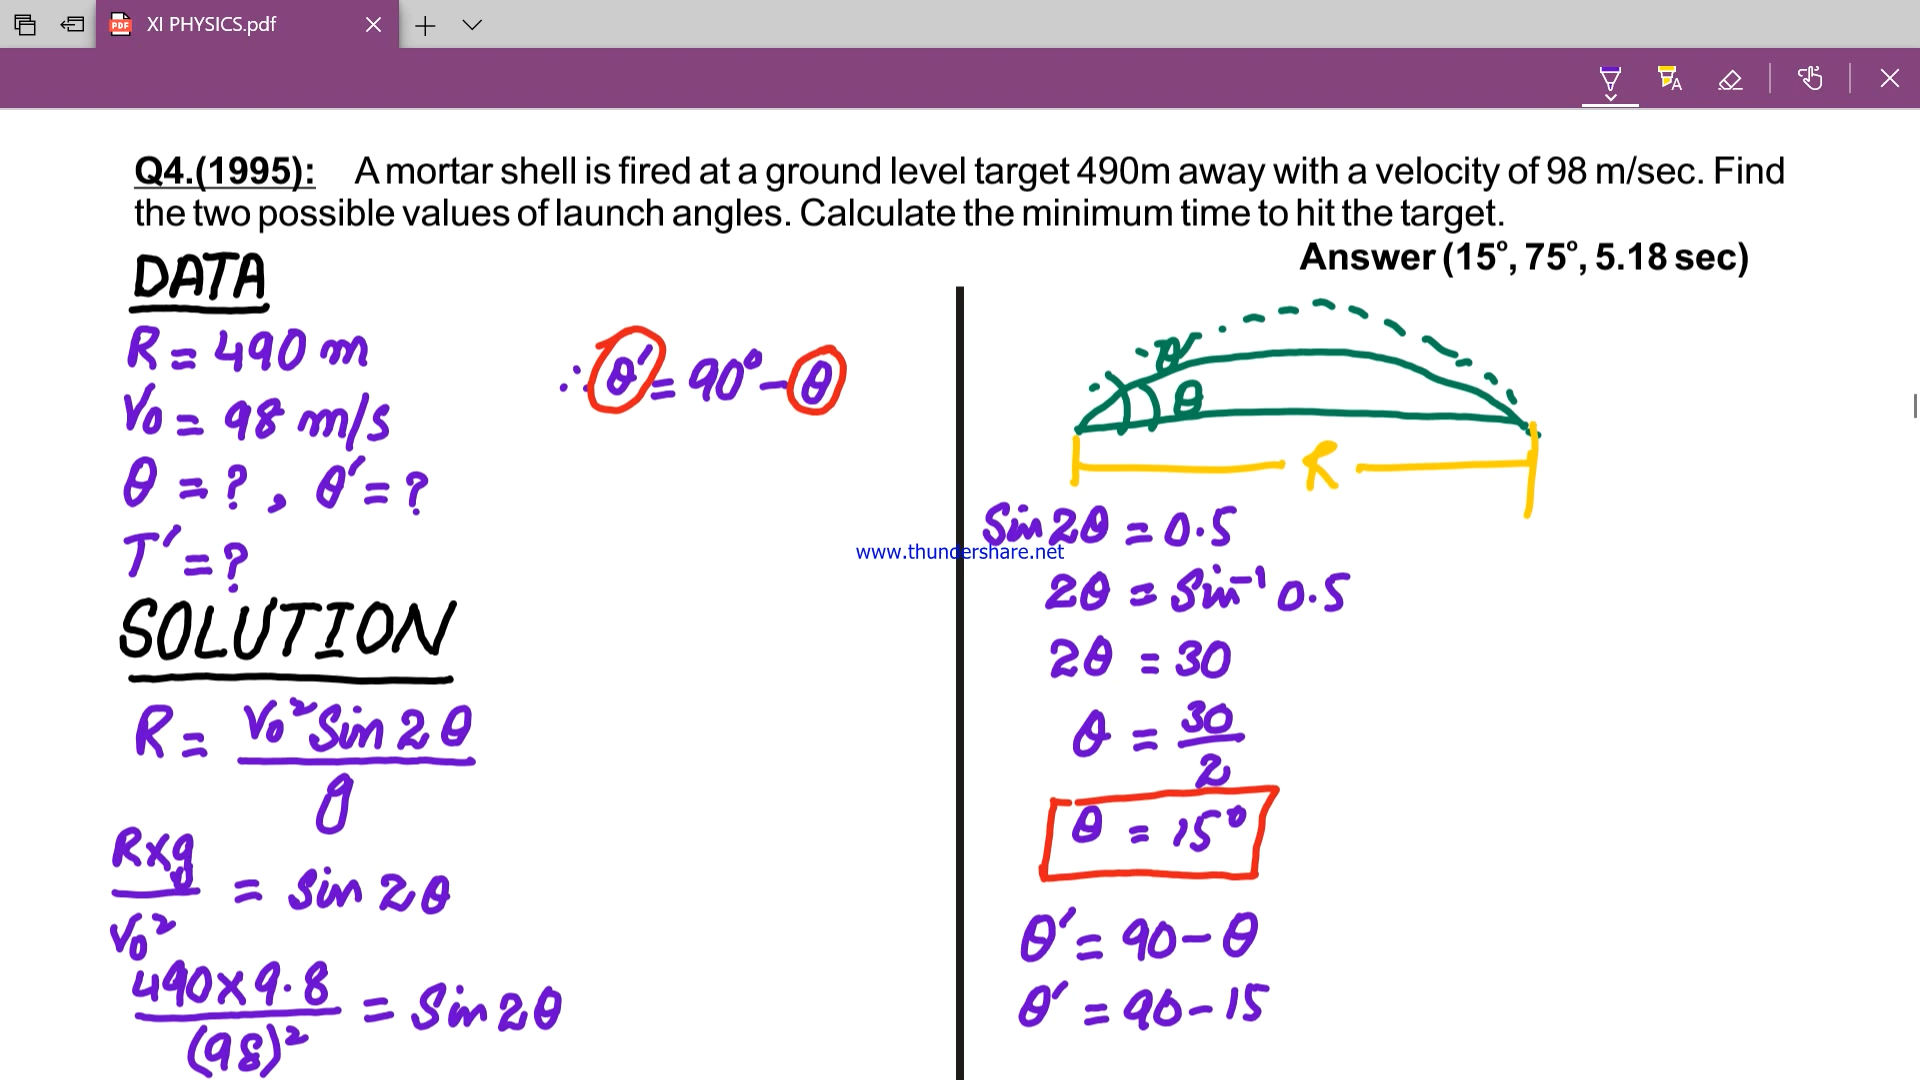 XI PHYSICS.pdf
Q4.(1995): A mortar shell is fired at a ground level target 490m away with a velocity of 98 m/sec. Find
the two possible values of launch angles. Calculate the minimum time to hit the target.
Answer (15°, 75°, 5.18 sec)
DATA
R = 490 m
V₀ = 98 m/s
θ = ? , θ' = ?
T' = ?
∴ θ' = 90° - θ
SOLUTION
R = V₀² Sin 2θ
g
R×g
V₀²
= Sin 2θ
490×9.8
(98)²
= Sin 2θ
θ'
θ
R
Sin 2θ = 0.5
www.thundershare.net
2θ = Sin⁻¹ 0.5
2θ = 30
θ = 30
2
θ = 15°
θ' = 90 - θ
θ' = 90 - 15